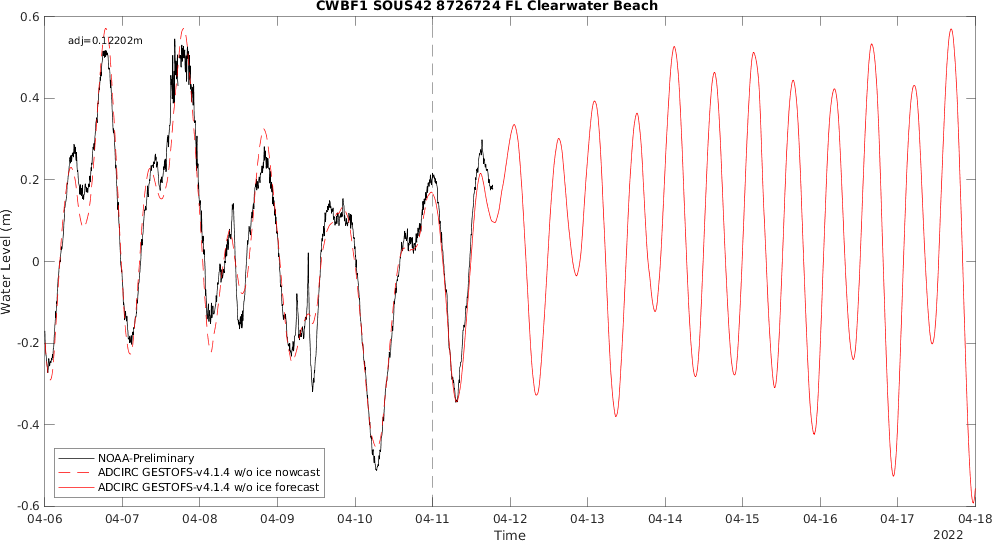 CWBF1 SOUS42 8726724 FL Clearwater Beach
adj=0.12202m
Water Level (m)
0.6
0.4
0.2
0
-0.2
-0.4
-0.6
NOAA-Preliminary
ADCIRC GESTOFS-v4.1.4 w/o ice nowcast
ADCIRC GESTOFS-v4.1.4 w/o ice forecast
04-06 04-07 04-08 04-09 04-10 04-11 04-12 04-13 04-14 04-15 04-16 04-17 04-18
Time
2022